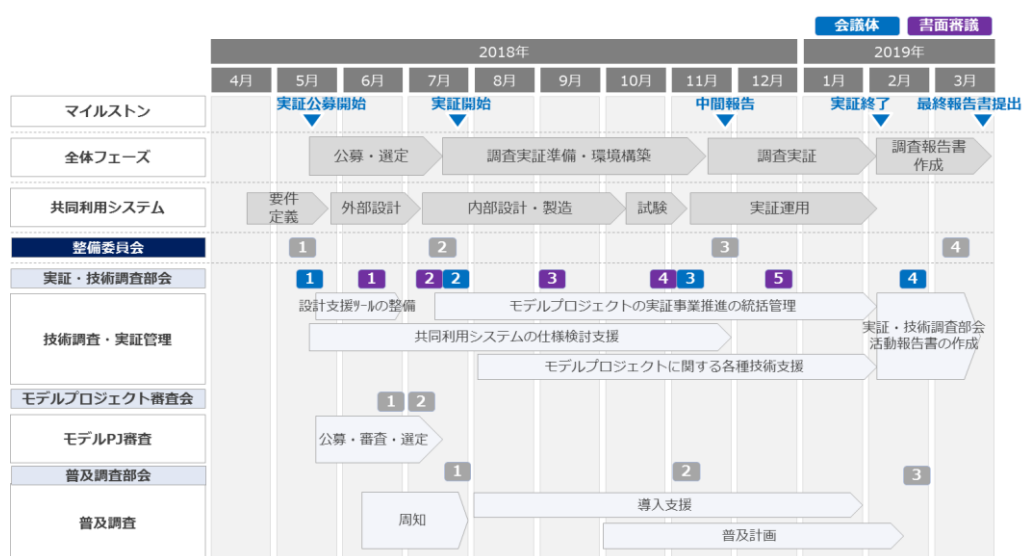 会議体 書面審議
2018年 2019年
4月 5月 6月 7月 8月 9月 10月 11月 12月 1月 2月 3月
マイルストン
実証公募開始 実証開始 中間報告 実証終了 最終報告書提出
全体フェーズ
公募・選定 調査実証準備・環境構築 調査実証
調査報告書
作成
共同利用システム
要件
定義
外部設計 内部設計・製造 試験 実証運用
整備委員会
1 2 3 4
実証・技術調査部会
1 1 2 2 3 4 3 5 4
技術調査・実証管理
設計支援ツールの整備 モデルプロジェクトの実証事業推進の統括管理
共同利用システムの仕様検討支援
モデルプロジェクトに関する各種技術支援
実証・技術調査部会
活動報告書の作成
モデルプロジェクト審査会
1 2
モデルPJ審査
公募・審査・選定
普及調査部会
1 2 3
普及調査
周知
導入支援
普及計画